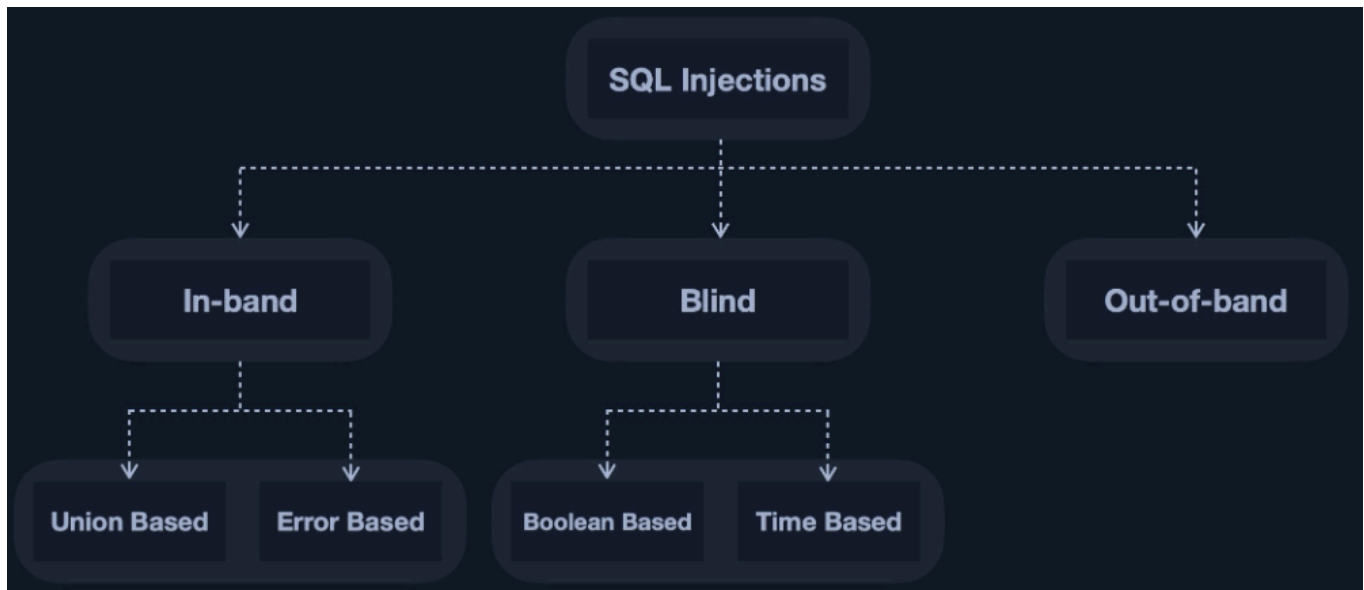 SQL Injections
In-band
Blind
Out-of-band
Union Based
Error Based
Boolean Based
Time Based